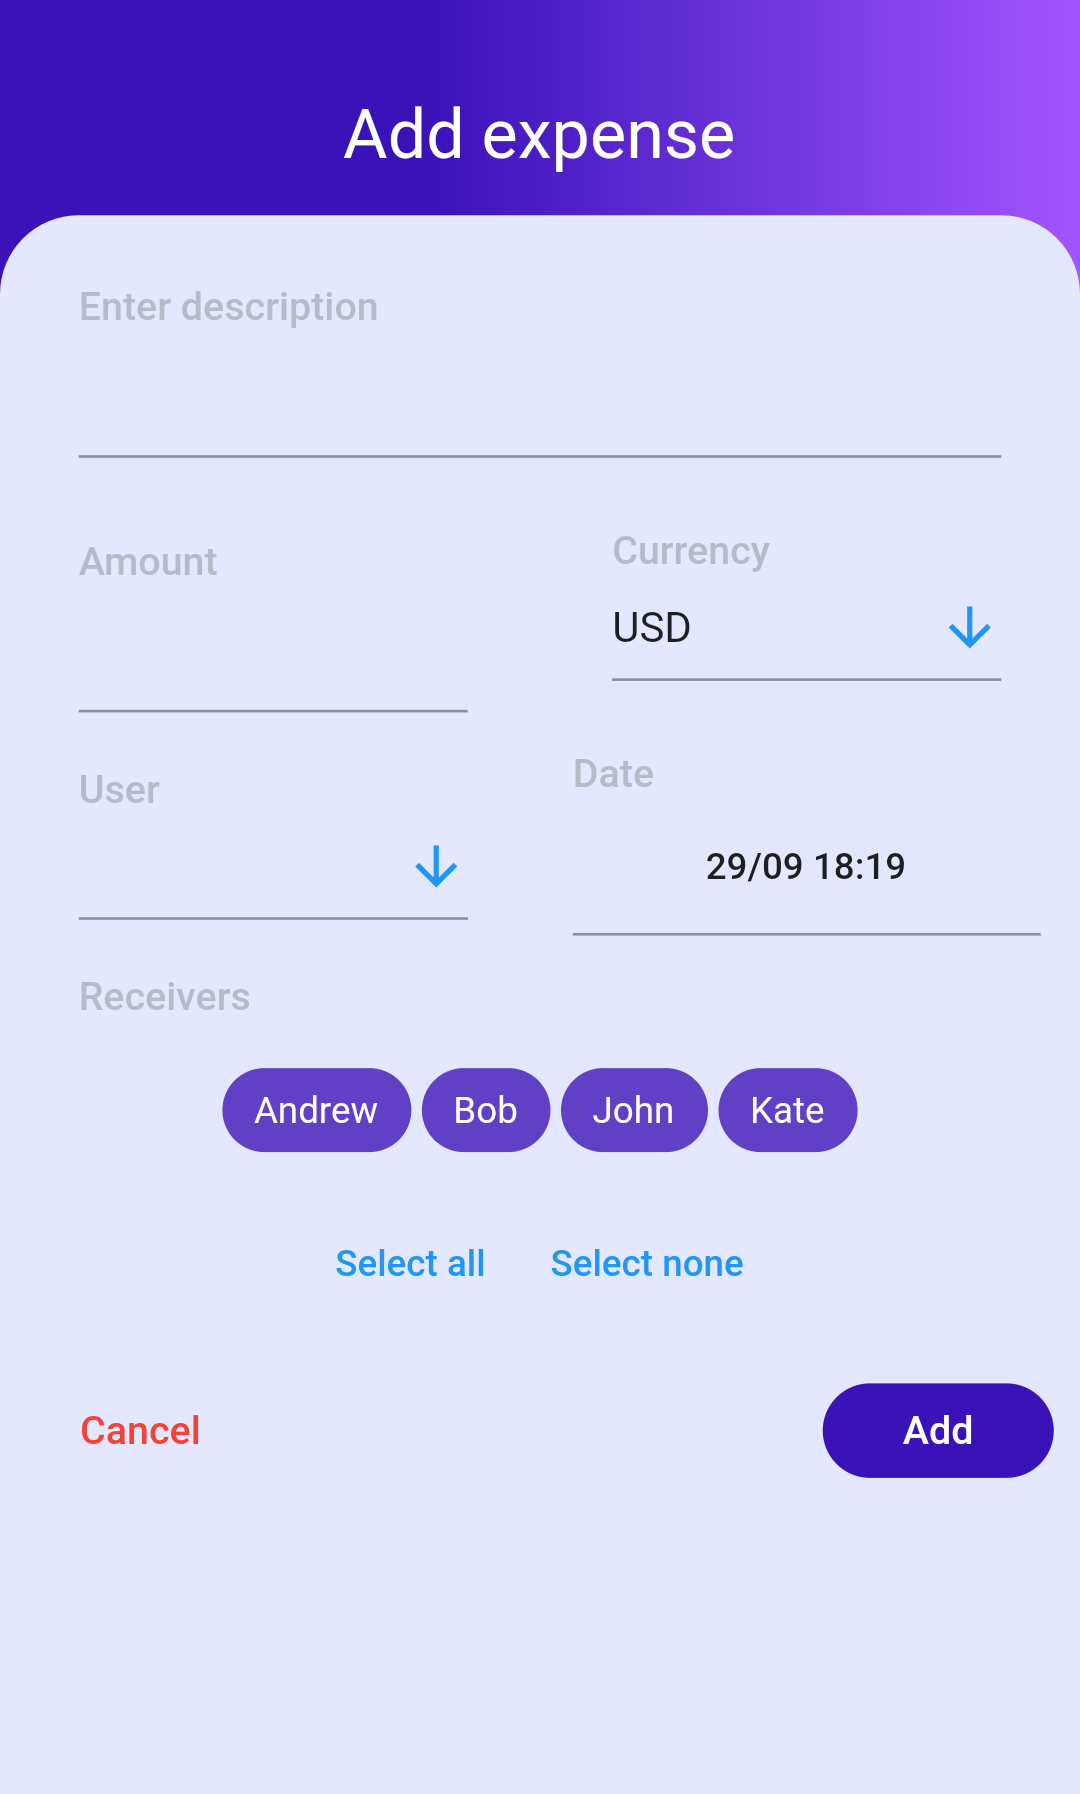 Add expense
Enter description
Amount
Currency
USD
User
Date
29/09 18:19
Receivers
Andrew Bob John Kate
Select all Select none
Cancel Add